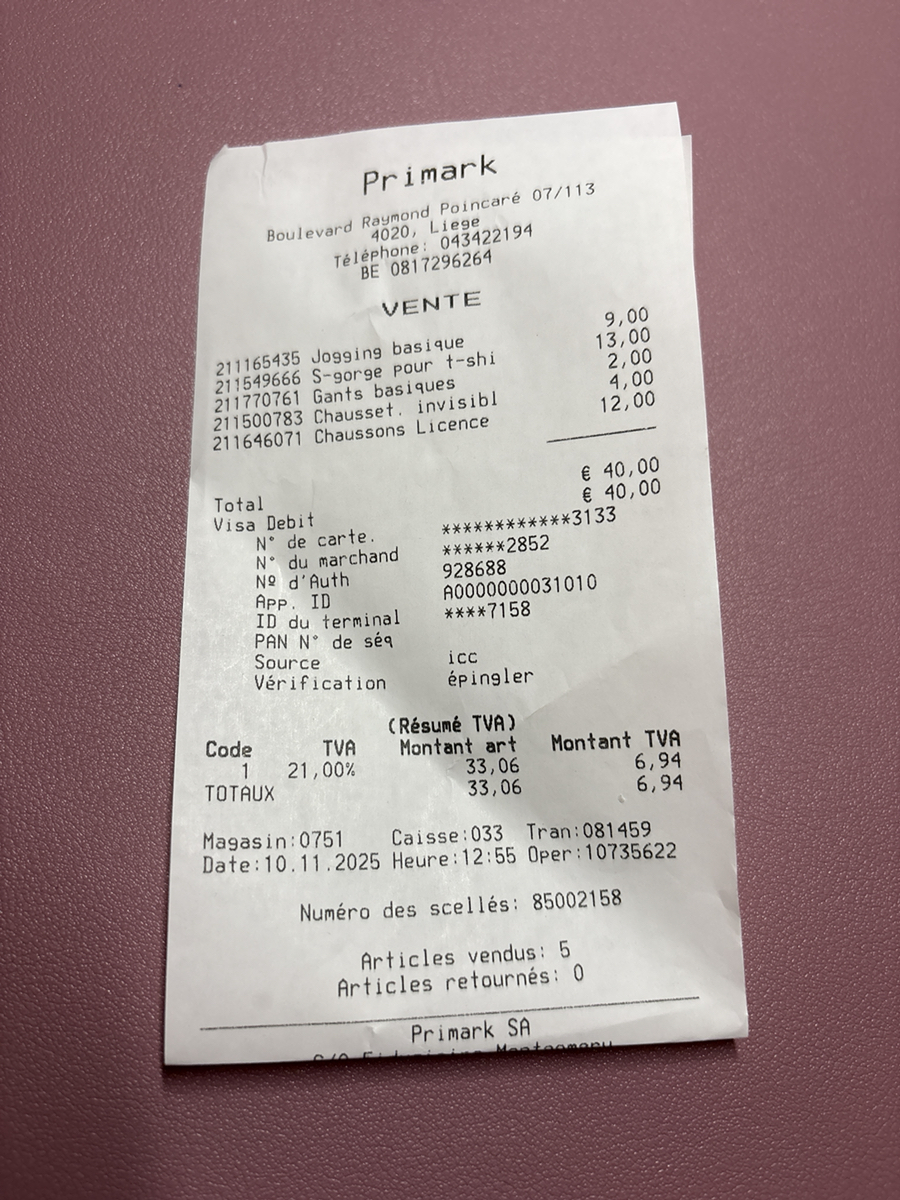 Primark
Boulevard Raymond Poincaré 07/113
4020, Liege
Téléphone: 043422194
BE 0817296264
VENTE
211165435 Jogging basique 9,00
211549666 S-gorge pour t-shi 13,00
211770761 Gants basiques 2,00
211500783 Chausset. invisibl 4,00
211646071 Chaussons Licence 12,00
Total € 40,00
Visa Debit € 40,00
N° de carte. ************3133
N° du marchand ******2852
Nº d'Auth 928688
App. ID A0000000031010
ID du terminal ****7158
PAN N° de séq
Source icc
Vérification épingler
(Résumé TVA)
Code TVA Montant art Montant TVA
1 21,00% 33,06 6,94
TOTAUX 33,06 6,94
Magasin:0751 Caisse:033 Tran:081459
Date:10.11.2025 Heure:12:55 Oper:10735622
Numéro des scellés: 85002158
Articles vendus: 5
Articles retournés: 0
Primark SA